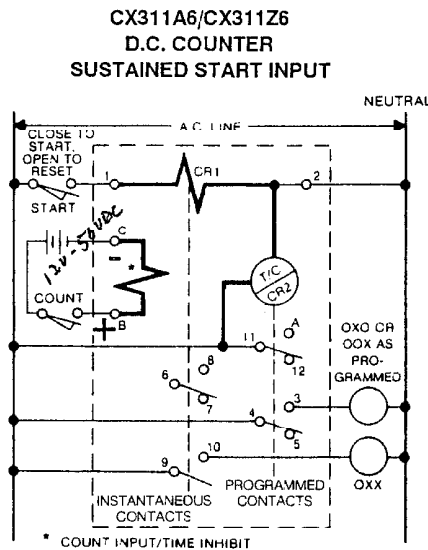 CX311A6/CX311Z6
D.C. COUNTER
SUSTAINED START INPUT
NEUTRAL
A.C. LINE
CLOSE TO
START,
OPEN TO
RESET
START
1
CR1
2
12V-50VDC
C
-
*
COUNT
+
B
T/C
CR2
11
A
12
OXO OR
OOX AS
PRO-
GRAMMED
8
6
7
3
4
5
10
9
OXX
INSTANTANEOUS
CONTACTS
PROGRAMMED
CONTACTS
* COUNT INPUT/TIME INHIBIT